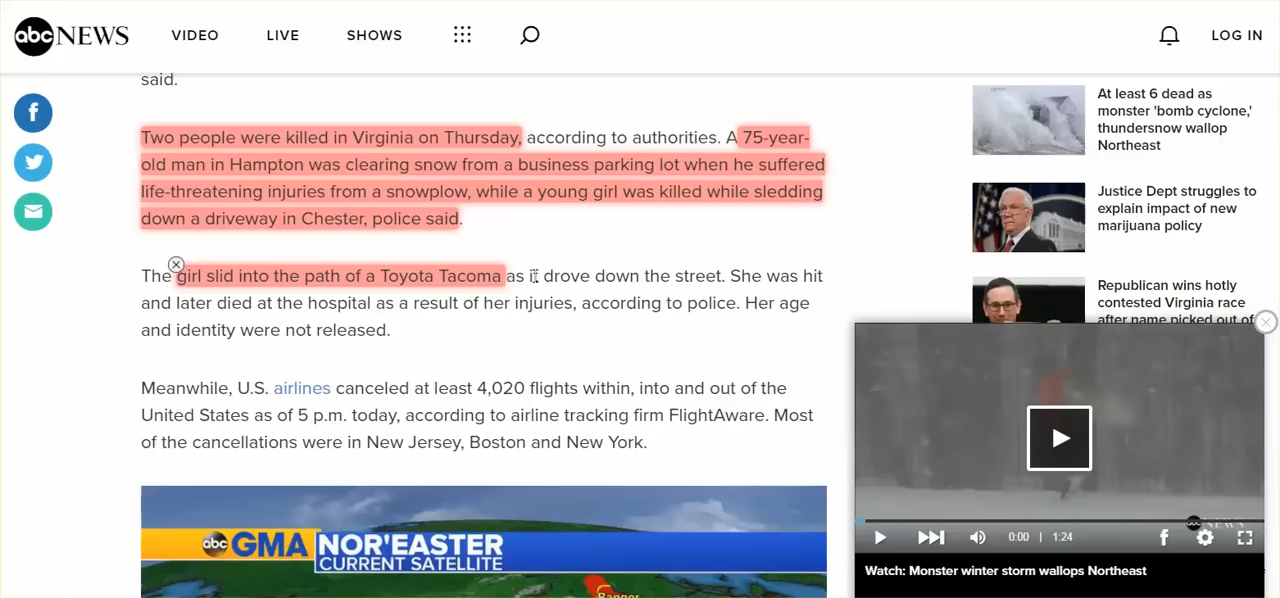 abc NEWS VIDEO LIVE SHOWS LOG IN
said.
Two people were killed in Virginia on Thursday, according to authorities. A 75-year-
old man in Hampton was clearing snow from a business parking lot when he suffered
life-threatening injuries from a snowplow, while a young girl was killed while sledding
down a driveway in Chester, police said.
The girl slid into the path of a Toyota Tacoma as it drove down the street. She was hit
and later died at the hospital as a result of her injuries, according to police. Her age
and identity were not released.
Meanwhile, U.S. airlines canceled at least 4,020 flights within, into and out of the
United States as of 5 p.m. today, according to airline tracking firm FlightAware. Most
of the cancellations were in New Jersey, Boston and New York.
abc GMA NOR'EASTER
CURRENT SATELLITE
Bangor
At least 6 dead as
monster 'bomb cyclone,'
thundersnow wallop
Northeast
Justice Dept struggles to
explain impact of new
marijuana policy
Republican wins hotly
contested Virginia race
after name picked out of
abc NEWS
0:00 | 1:24
Watch: Monster winter storm wallops Northeast